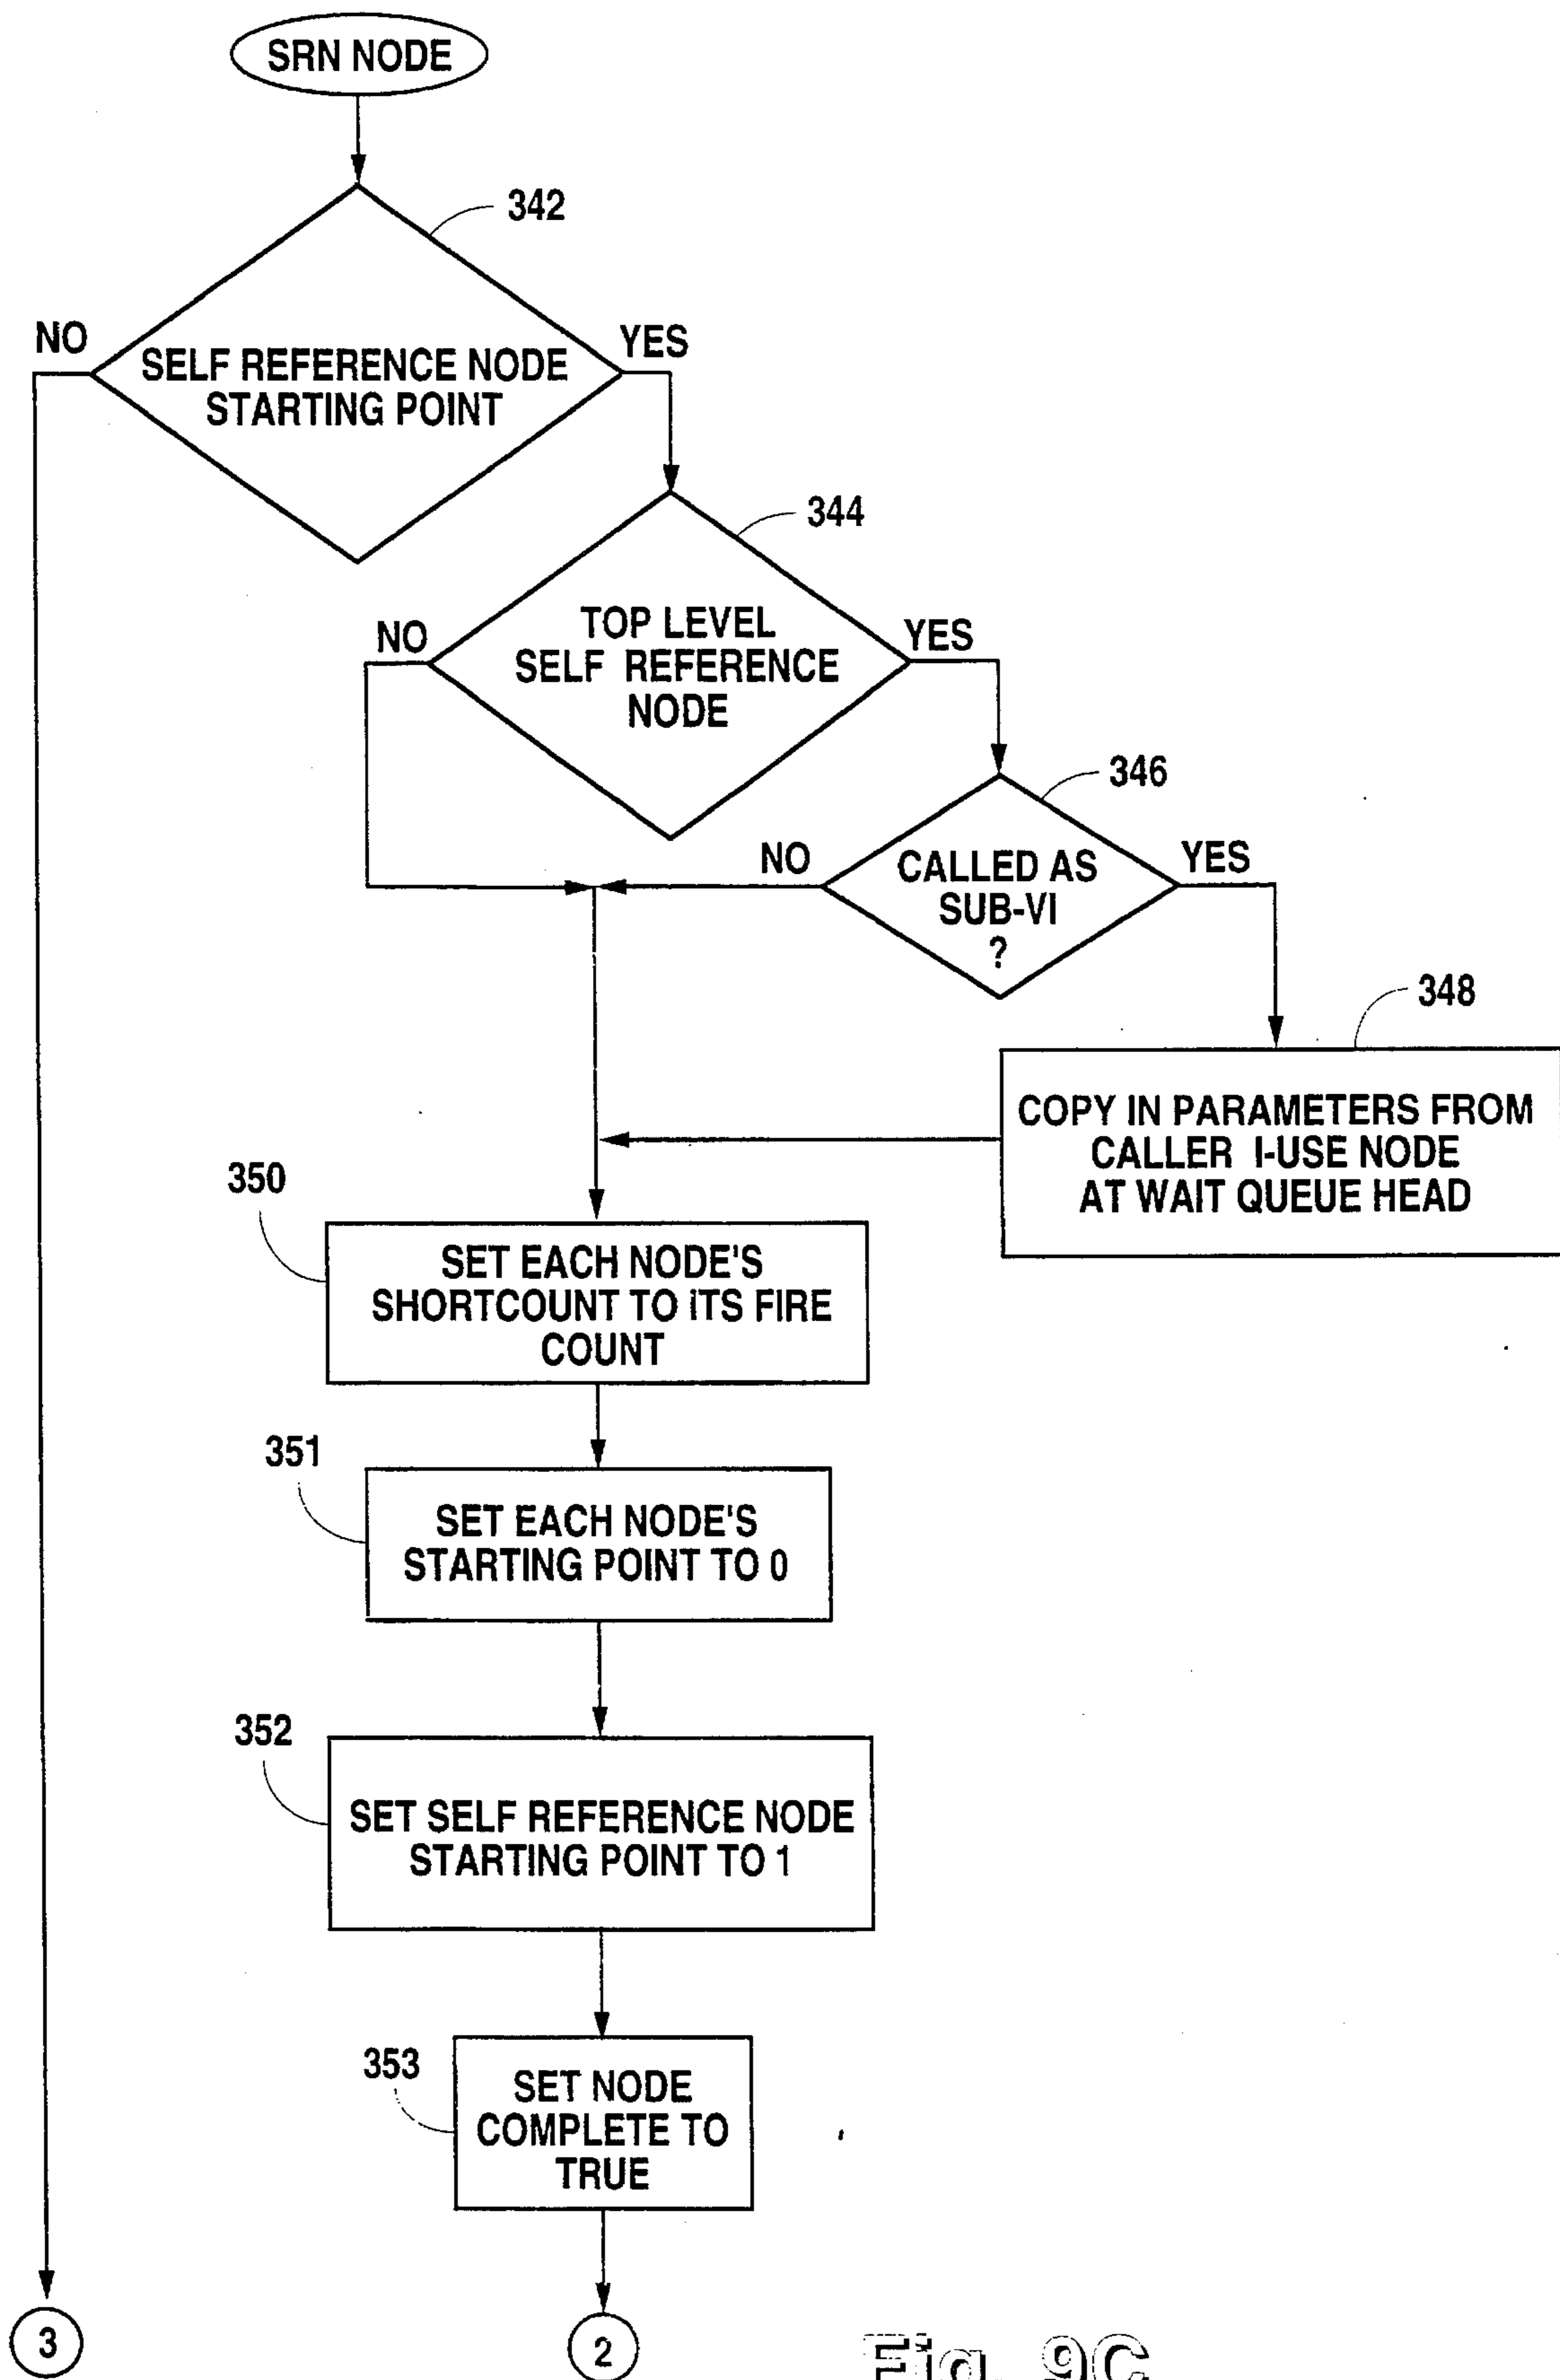 SRN NODE
342
NO
YES
SELF REFERENCE NODE
STARTING POINT
344
NO
YES
TOP LEVEL
SELF REFERENCE
NODE
346
NO
YES
CALLED AS
SUB-VI
?
348
COPY IN PARAMETERS FROM
CALLER I-USE NODE
AT WAIT QUEUE HEAD
350
SET EACH NODE'S
SHORTCOUNT TO ITS FIRE
COUNT
351
SET EACH NODE'S
STARTING POINT TO 0
352
SET SELF REFERENCE NODE
STARTING POINT TO 1
353
SET NODE
COMPLETE TO
TRUE
3
2
Fig. 9C